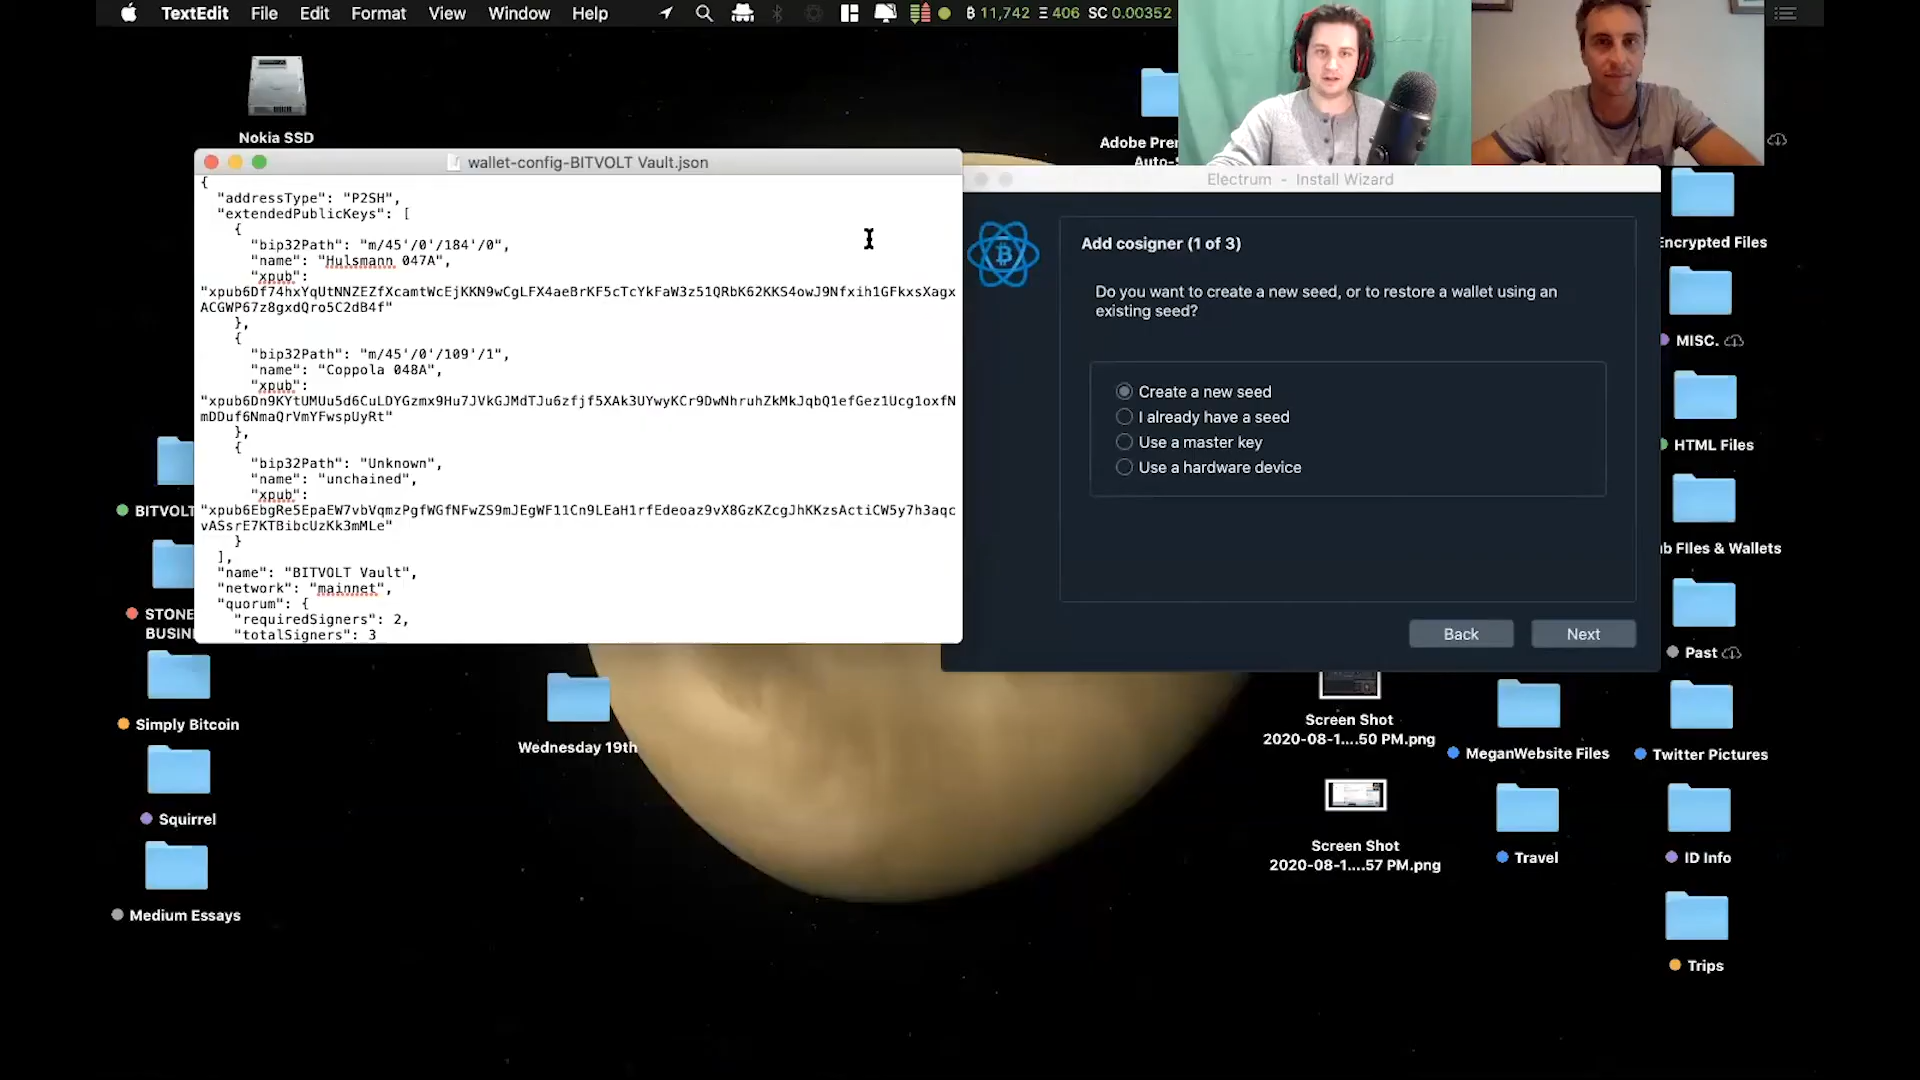 TextEdit File Edit Format View Window Help
฿ 11,742 Ξ 406 SC 0.00352
Nokia SSD
Adobe
Auto-
wallet-config-BITVOLT Vault.json
{
"addressType": "P2SH",
"extendedPublicKeys": [
{
"bip32Path": "m/45'/0'/184'/0",
"name": "Hulsmann 047A",
"xpub":
"xpub6Df74hxYqUtNNZEZfXcamtWcEjKKN9wCgLFX4aeBrKF5cTcYkFaW3z51QRbK62KKS4owJ9Nfxih1GFkxsXagx
ACGWP67z8gxdQro5C2dB4f"
},
{
"bip32Path": "m/45'/0'/109'/1",
"name": "Coppola 048A",
"xpub":
"xpub6Dn9KYtUMUu5d6CuLDYGzmx9Hu7JVkGJMdTJu6zfjf5XAk3UYwyKCr9DwNhruhZkMkJqbQ1efGez1Ucg1oxfN
mDDuf6NmaQrVmYFwspUyRt"
},
{
"bip32Path": "Unknown",
"name": "unchained",
"xpub":
"xpub6EbgRe5EpaEW7vbVqmzPgfWGfNFwZS9mJEgWF11Cn9LEaH1rfEdeoaz9vX8GzKZcgJhKKzsActiCW5y7h3aqc
vASsrE7KTBibcUzKk3mMLe"
}
],
"name": "BITVOLT Vault",
"network": "mainnet",
"quorum": {
"requiredSigners": 2,
"totalSigners": 3
Electrum - Install Wizard
Add cosigner (1 of 3)
Do you want to create a new seed, or to restore a wallet using an
existing seed?
Create a new seed
I already have a seed
Use a master key
Use a hardware device
Back Next
Encrypted Files
MISC.
HTML Files
b Files & Wallets
Past
Twitter Pictures
ID Info
Trips
BITVOLT
STONE
BUSIN
Simply Bitcoin
Squirrel
Medium Essays
Wednesday 19th
Screen Shot
2020-08-1....50 PM.png
Screen Shot
2020-08-1....57 PM.png
MeganWebsite Files
Travel